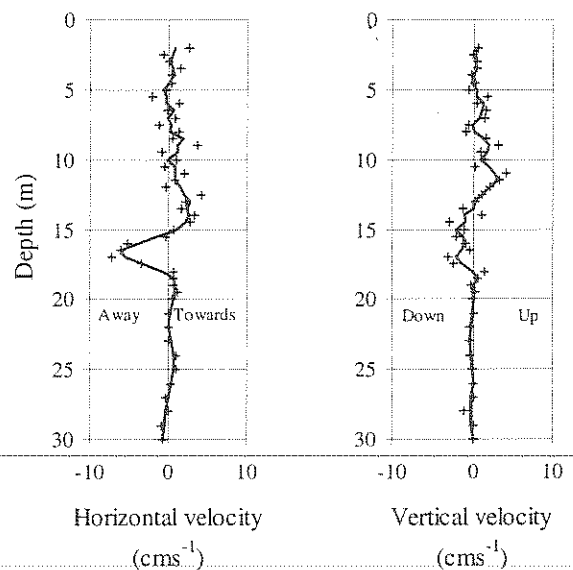 0
0
5
5
10
10
15
15
20
20
25
25
30
30
Depth (m)
Away
Towards
Down
Up
-10
0
10
-10
0
10
Horizontal velocity
(cms⁻¹)
Vertical velocity
(cms⁻¹)